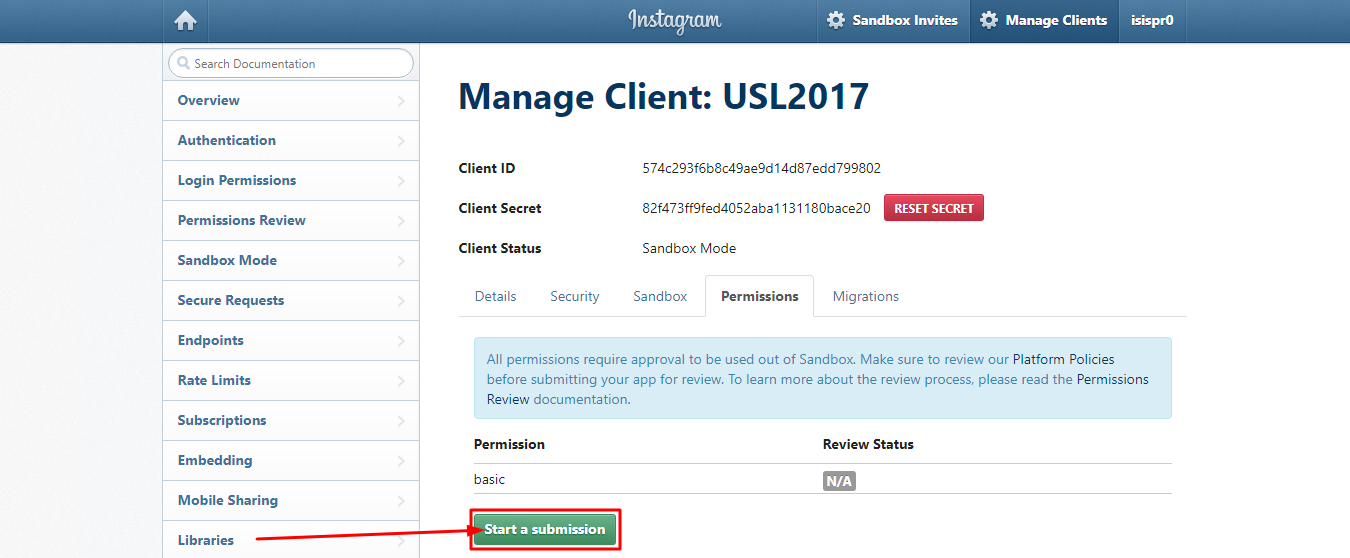 Instagram
Sandbox Invites
Manage Clients
isispr0
Search Documentation
Overview
Authentication
Login Permissions
Permissions Review
Sandbox Mode
Secure Requests
Endpoints
Rate Limits
Subscriptions
Embedding
Mobile Sharing
Libraries
Manage Client: USL2017
Client ID 574c293f6b8c49ae9d14d87edd799802
Client Secret 82f473ff9fed4052aba1131180bace20 RESET SECRET
Client Status Sandbox Mode
Details Security Sandbox Permissions Migrations
All permissions require approval to be used out of Sandbox. Make sure to review our Platform Policies
before submitting your app for review. To learn more about the review process, please read the Permissions
Review documentation.
Permission Review Status
basic N/A
Start a submission